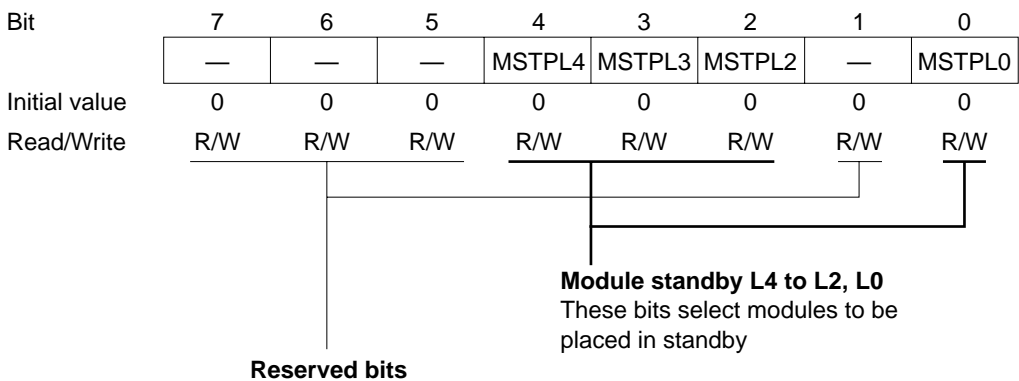 Bit 7 6 5 4 3 2 1 0
— — — MSTPL4 MSTPL3 MSTPL2 — MSTPL0
Initial value 0 0 0 0 0 0 0 0
Read/Write R/W R/W R/W R/W R/W R/W R/W R/W
Module standby L4 to L2, L0
These bits select modules to be
placed in standby
Reserved bits